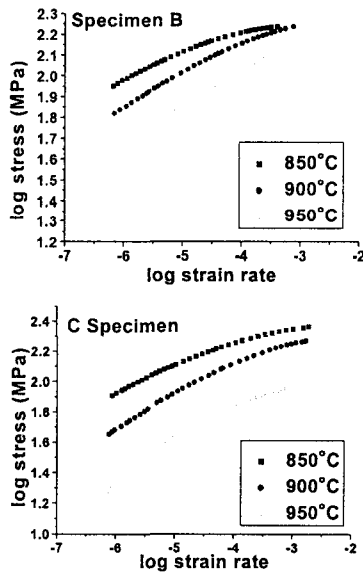 Specimen B
log stress (MPa)
2.3
2.2
2.1
2.0
1.9
1.8
1.7
1.6
1.5
1.4
1.3
1.2
850°C
900°C
950°C
-7
-6
-5
-4
-3
-2
log strain rate
C Specimen
log stress (MPa)
2.4
2.2
2.0
1.8
1.6
1.4
1.2
1.0
850°C
900°C
950°C
-7
-6
-5
-4
-3
-2
log strain rate